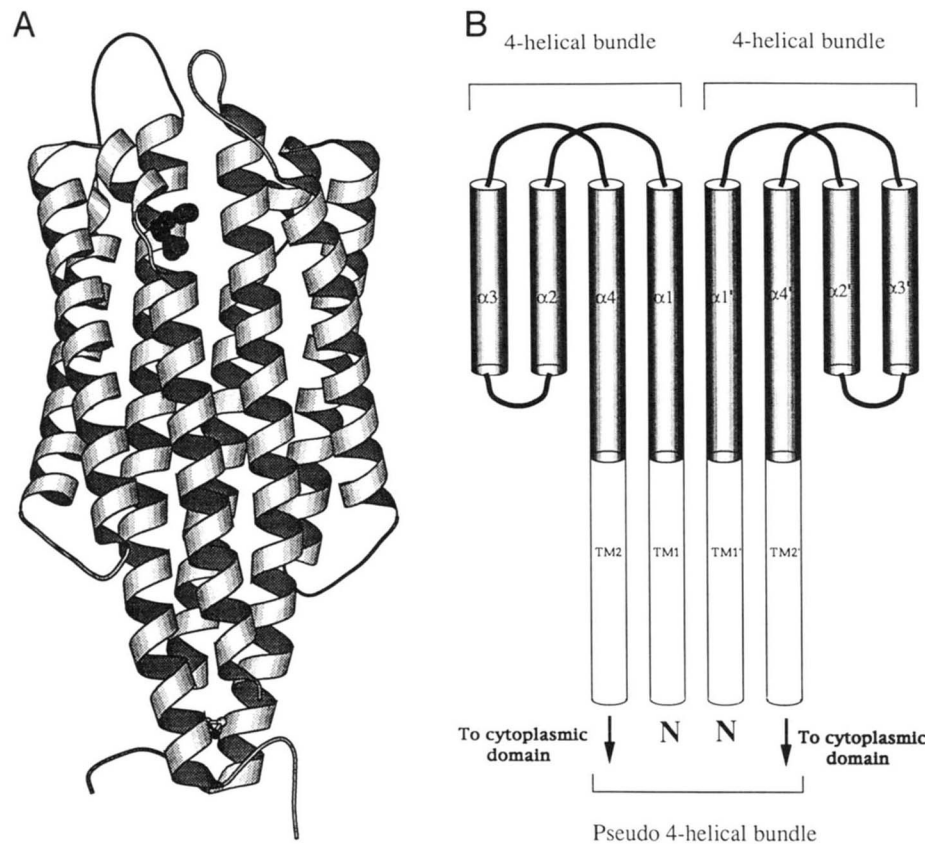 A
B
4-helical bundle
4-helical bundle
α3
α2
α4
α1
α1'
α4'
α2'
α3'
TM2
TM1
TM1'
TM2'
To cytoplasmic
domain
N
N
To cytoplasmic
domain
Pseudo 4-helical bundle